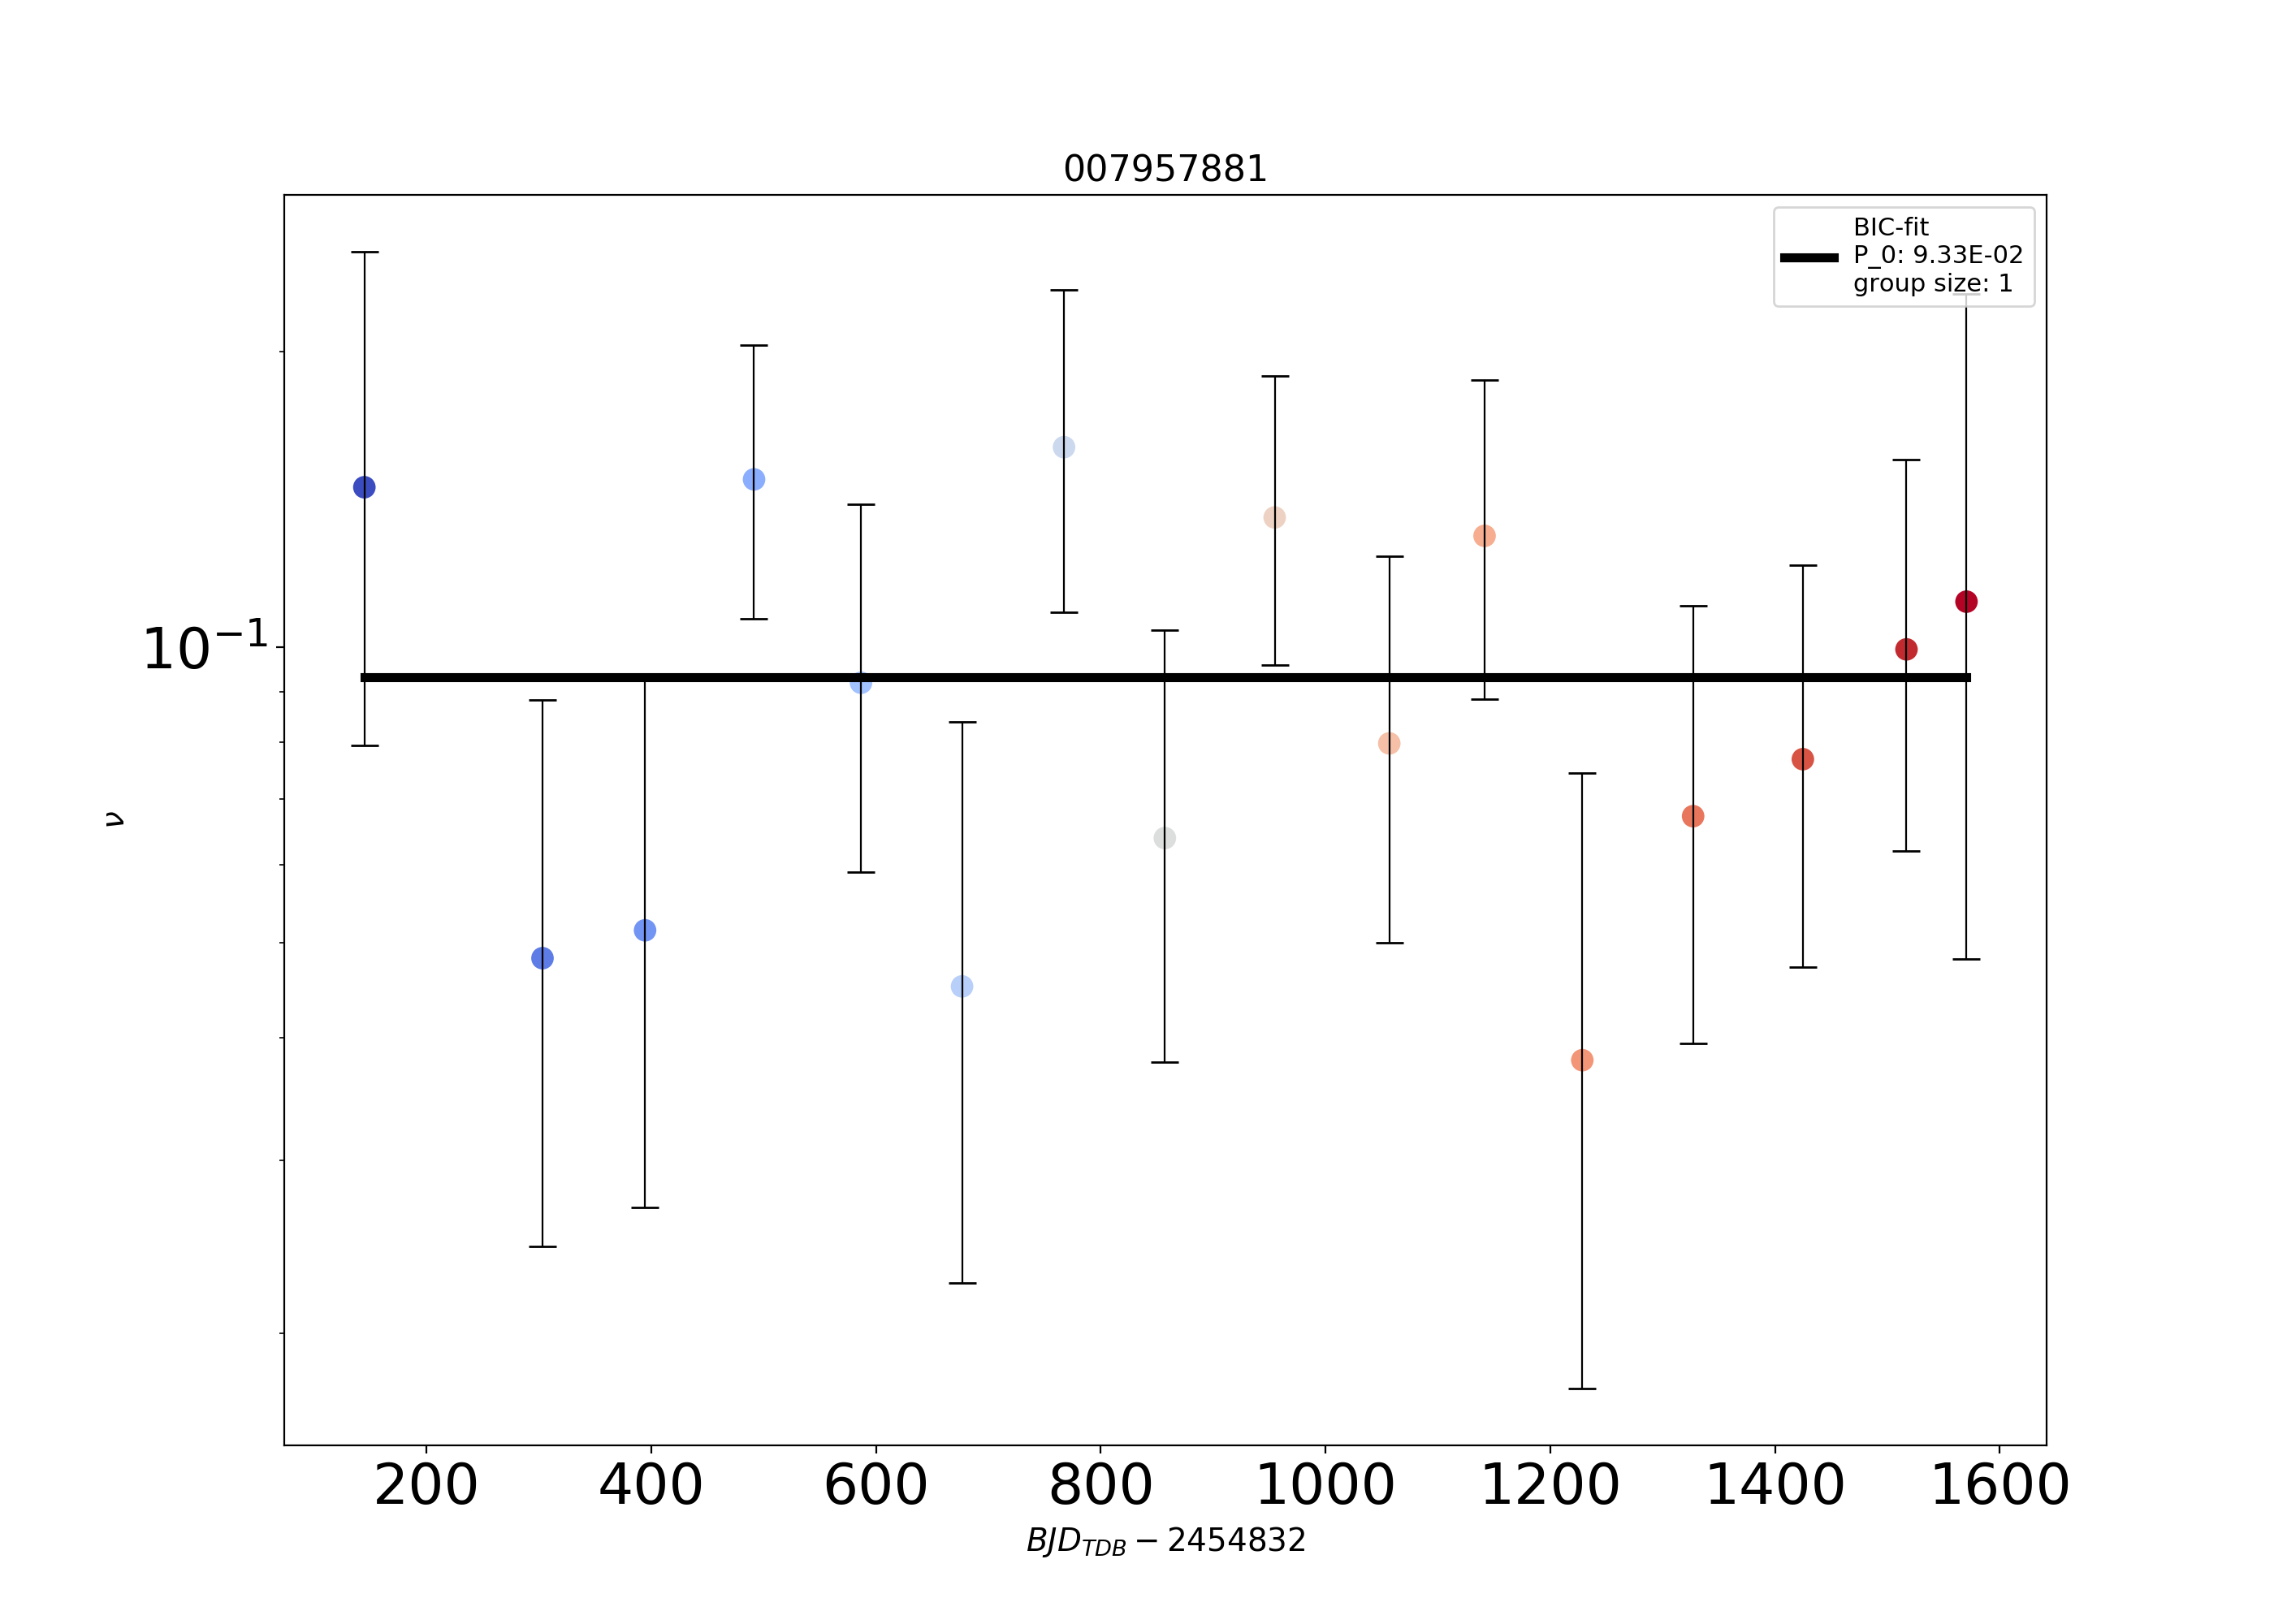 007957881
BIC-fit
P_0: 9.33E-02
group size: 1
10⁻¹
ν
200 400 600 800 1000 1200 1400 1600
BJD_TDB − 2454832